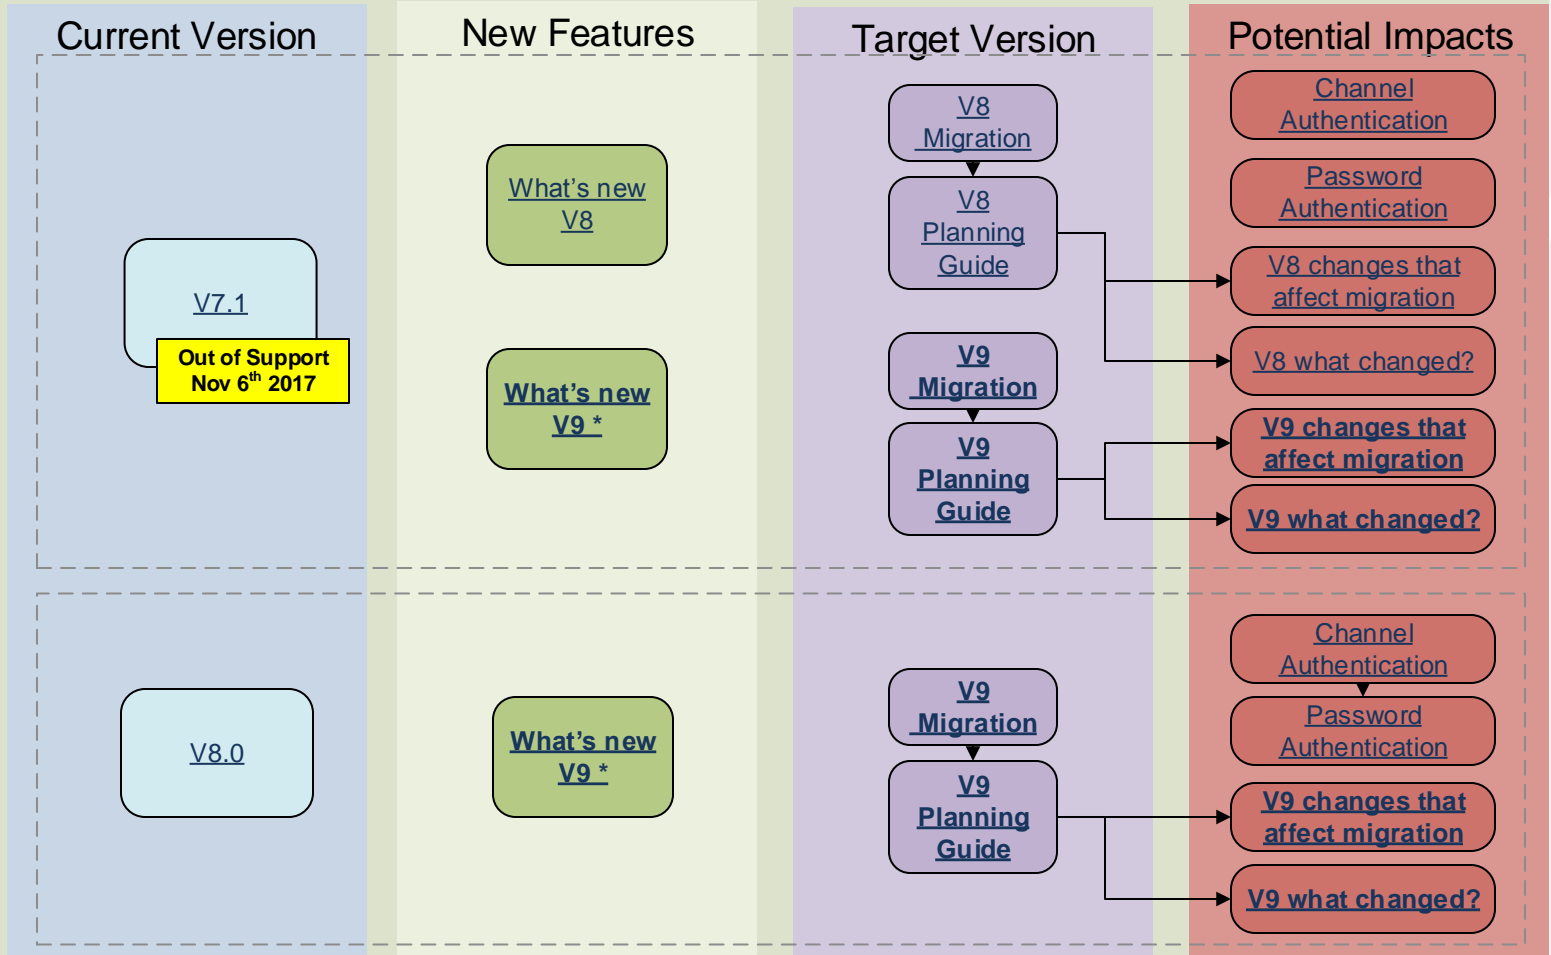 Current Version
New Features
Target Version
Potential Impacts
V7.1
Out of Support
Nov 6th 2017
What's new
V8
What's new
V9 *
V8
Migration
V8
Planning
Guide
V9
Migration
V9
Planning
Guide
Channel
Authentication
Password
Authentication
V8 changes that
affect migration
V8 what changed?
V9 changes that
affect migration
V9 what changed?
V8.0
What's new
V9 *
V9
Migration
V9
Planning
Guide
Channel
Authentication
Password
Authentication
V9 changes that
affect migration
V9 what changed?